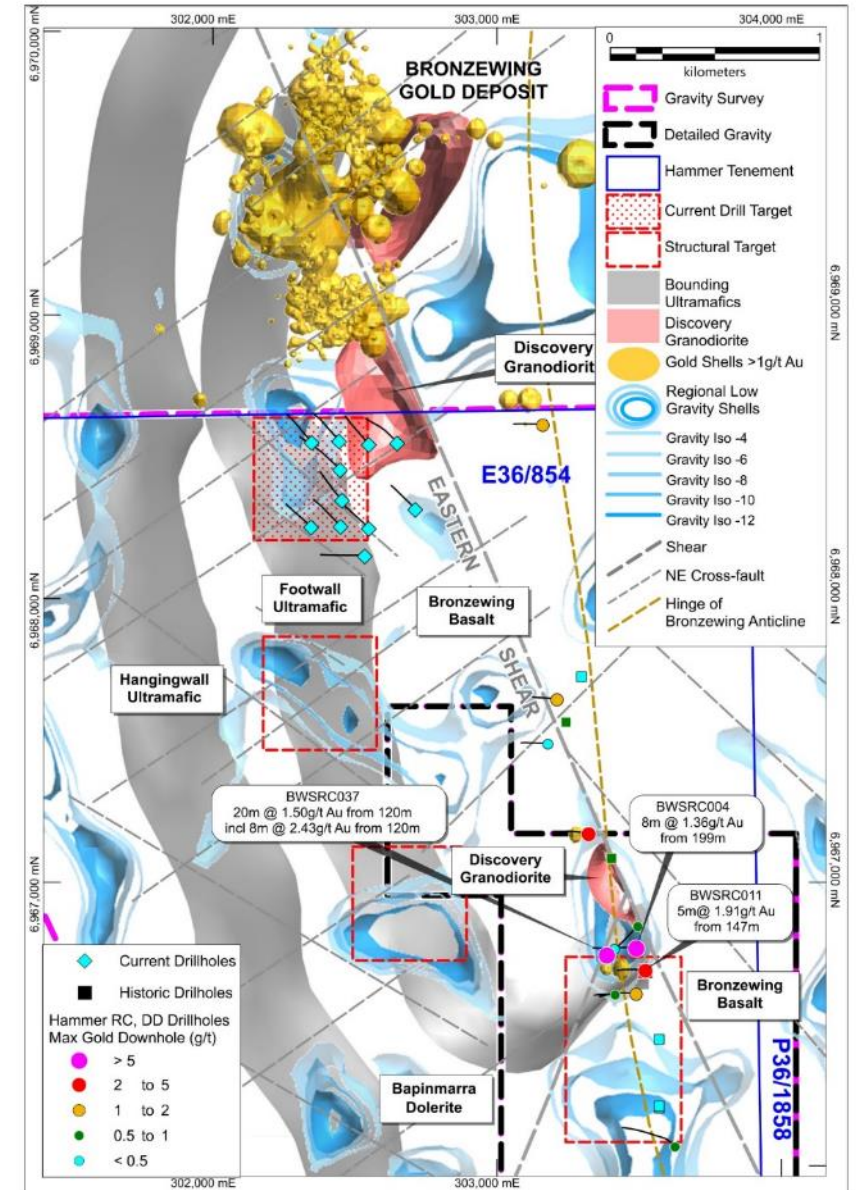 302,000 mE
303,000 mE
304,000 mE
6,970,000 mN
6,969,000 mN
6,968,000 mN
6,967,000 mN
6,969,000 mN
6,968,000 mN
6,967,000 mN
302,000 mE
303,000 mE
BRONZEWING
GOLD DEPOSIT
Discovery
Granodiorit
E36/854
EASTERN
SHEAR
Footwall
Ultramafic
Bronzewing
Basalt
Hangingwall
Ultramafic
BWSRC037
20m @ 1.50g/t Au from 120m
incl 8m @ 2.43g/t Au from 120m
BWSRC004
8m @ 1.36g/t Au
from 199m
Discovery
Granodiorite
BWSRC011
5m@ 1.91g/t Au
from 147m
Bronzewing
Basalt
Bapinmarra
Dolerite
P36/1858
0 1
kilometers
Gravity Survey
Detailed Gravity
Hammer Tenement
Current Drill Target
Structural Target
Bounding
Ultramafics
Discovery
Granodiorite
Gold Shells >1g/t Au
Regional Low
Gravity Shells
Gravity Iso -4
Gravity Iso -6
Gravity Iso -8
Gravity Iso -10
Gravity Iso -12
Shear
NE Cross-fault
Hinge of
Bronzewing Anticline
Current Drillholes
Historic Drilholes
Hammer RC, DD Drillholes
Max Gold Downhole (g/t)
> 5
2 to 5
1 to 2
0.5 to 1
< 0.5